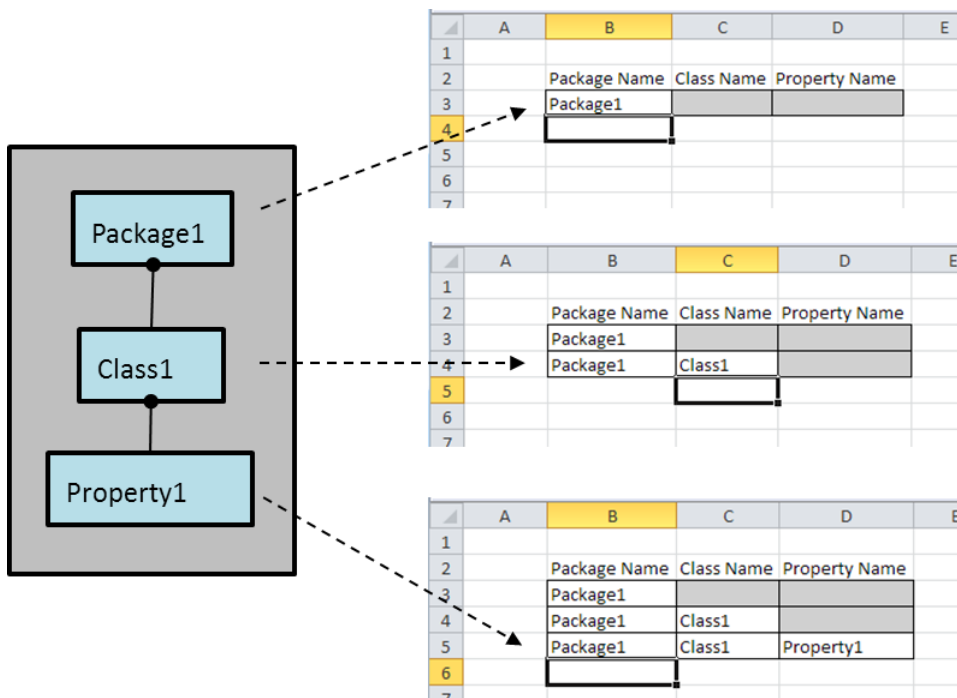 Package1
Class1
Property1
A B C D E
1
2 Package Name Class Name Property Name
3 Package1
4
5
6
7
A B C D E
1
2 Package Name Class Name Property Name
3 Package1
4 Package1 Class1
5
6
7
A B C D E
1
2 Package Name Class Name Property Name
3 Package1
4 Package1 Class1
5 Package1 Class1 Property1
6
7